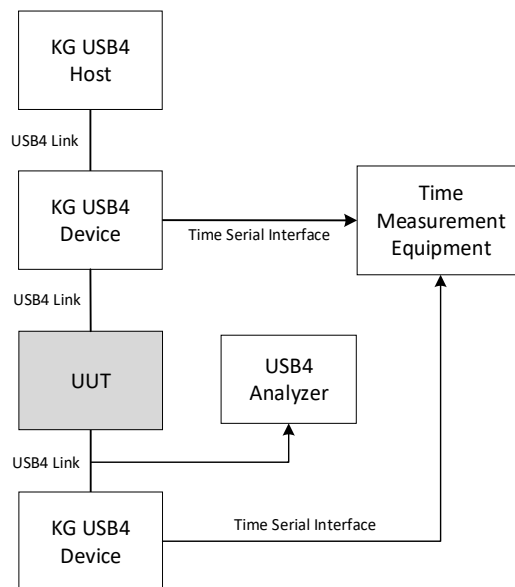 KG USB4
Host
USB4 Link
KG USB4
Device
Time Serial Interface
Time
Measurement
Equipment
USB4 Link
UUT
USB4
Analyzer
USB4 Link
KG USB4
Device
Time Serial Interface